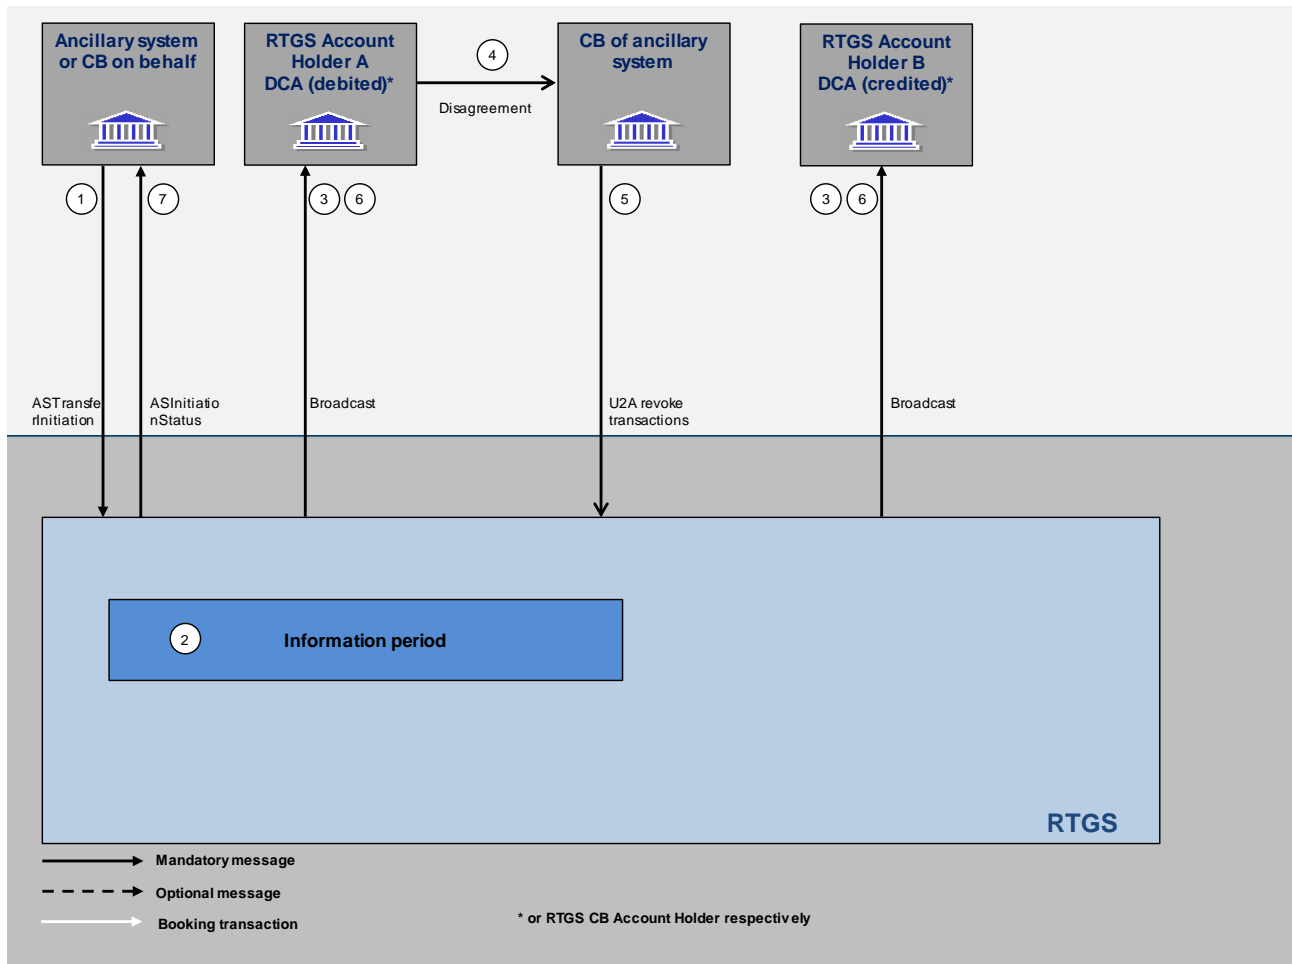 Ancillary system
or CB on behalf
RTGS Account
Holder A
DCA (debited)*
4
Disagreement
CB of ancillary
system
RTGS Account
Holder B
DCA (credited)*
1
7
3
6
5
3
6
ASTransfe
rInitiation
ASInitiatio
nStatus
Broadcast
U2A revoke
transactions
Broadcast
2
Information period
RTGS
Mandatory message
Optional message
Booking transaction
* or RTGS CB Account Holder respectively